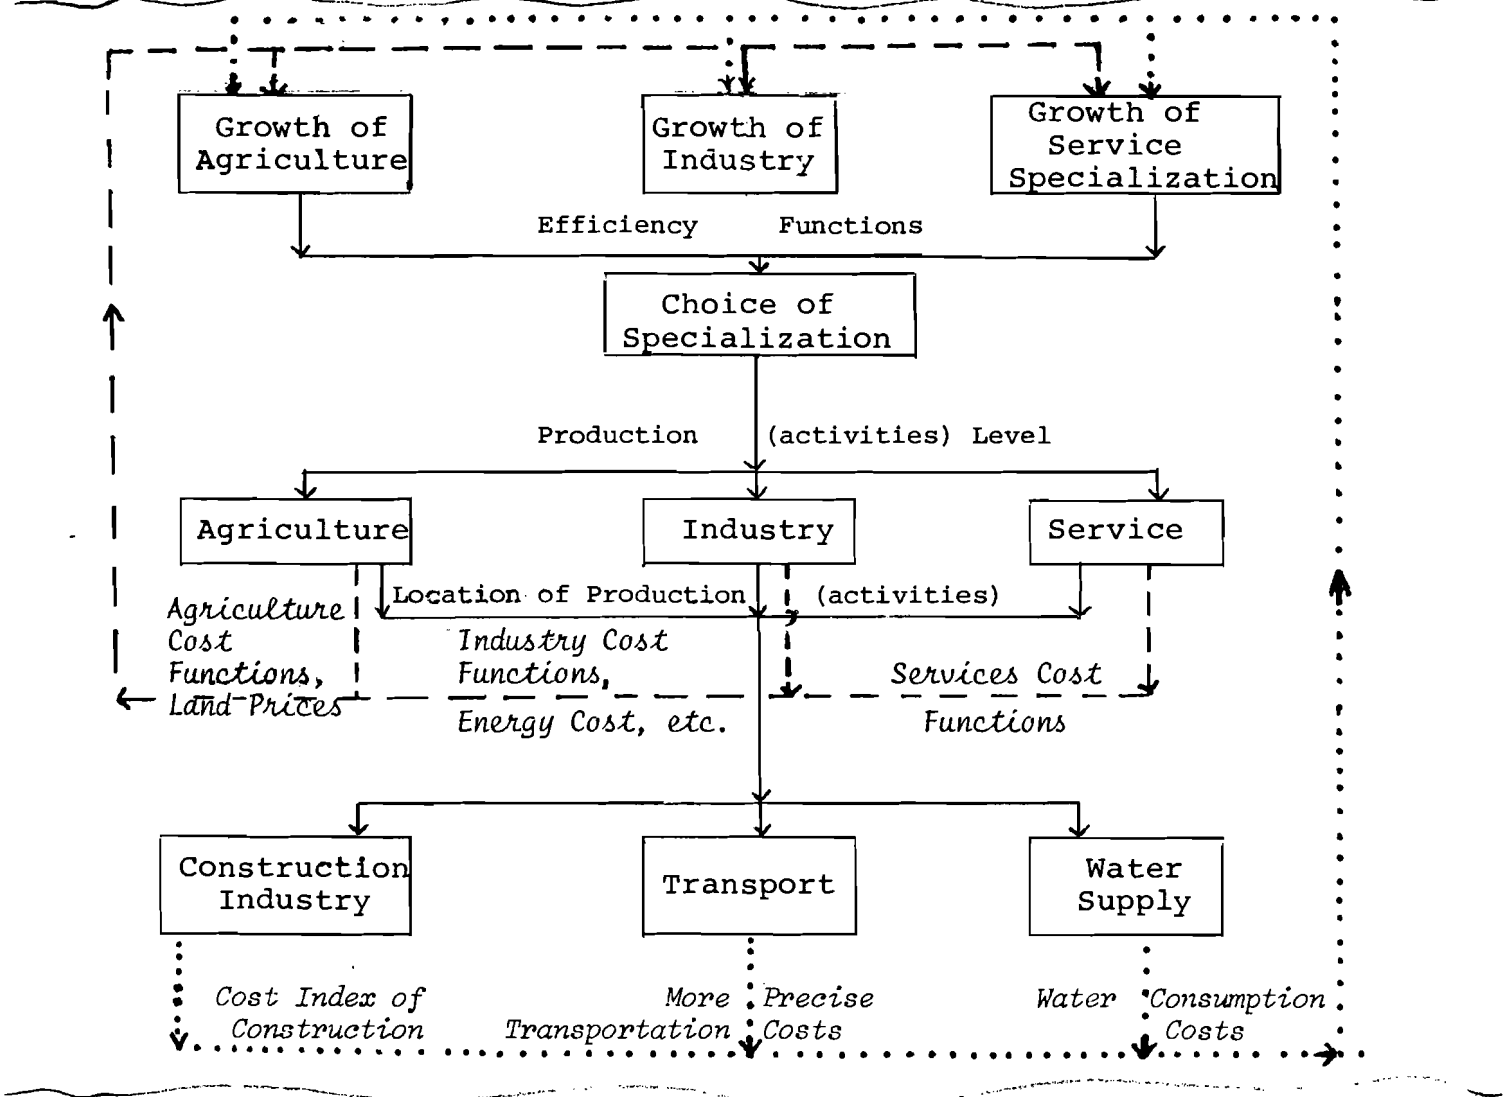 Growth of
Agriculture
Growth of
Industry
Growth of
Service
Specialization
Efficiency Functions
Choice of
Specialization
Production (activities) Level
Agriculture
Industry
Service
Location of Production (activities)
Agriculture
Cost
Functions,
Land Prices
Industry Cost
Functions,
Energy Cost, etc.
Services Cost
Functions
Construction
Industry
Transport
Water
Supply
Cost Index of
Construction
More Precise
Transportation Costs
Water Consumption
Costs